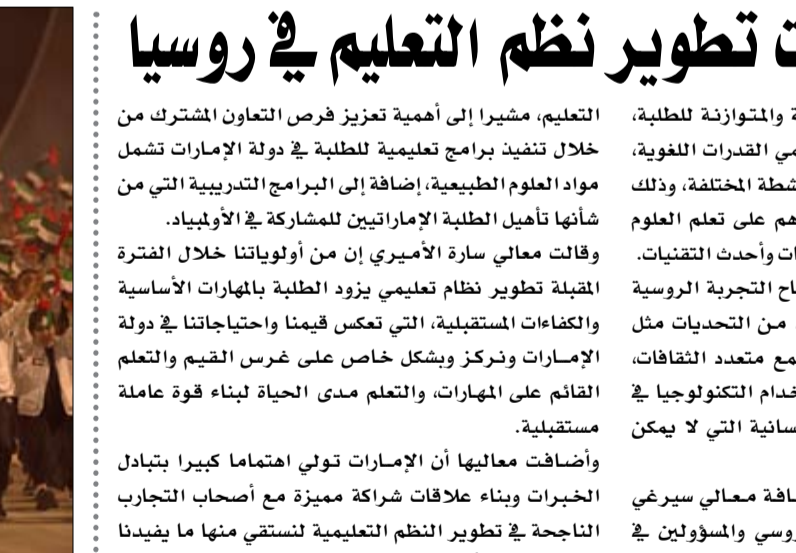 ت تطوير نظم التعليم في روسيا
ة والمتوازنة للطلبة،
مي القدرات اللغوية،
شطة المختلفة، وذلك
هم على تعلم العلوم
ات وأحدث التقنيات.
اح التجربة الروسية
من التحديات مثل
مع متعدد الثقافات،
خدام التكنولوجيا في
سانية التي لا يمكن
افة معالي سيرغي
روسي والمسؤولين في
التعليم، مشيرا إلى أهمية تعزيز فرص التعاون المشترك من
خلال تنفيذ برامج تعليمية للطلبة في دولة الإمارات تشمل
مواد العلوم الطبيعية، إضافة إلى البرامج التدريبية التي من
شأنها تأهيل الطلبة الإماراتيين للمشاركة في الأولمبياد.
وقالت معالي سارة الأميري إن من أولوياتنا خلال الفترة
المقبلة تطوير نظام تعليمي يزود الطلبة بالمهارات الأساسية
والكفاءات المستقبلية، التي تعكس قيمنا واحتياجاتنا في دولة
الإمارات ونركز وبشكل خاص على غرس القيم والتعلم
القائم على المهارات، والتعلم مدى الحياة لبناء قوة عاملة
مستقبلية.
وأضافت معاليها أن الإمارات تولي اهتماما كبيرا بتبادل
الخبرات وبناء علاقات شراكة مميزة مع أصحاب التجارب
الناجحة في تطوير النظم التعليمية لنستقي منها ما يفيدنا